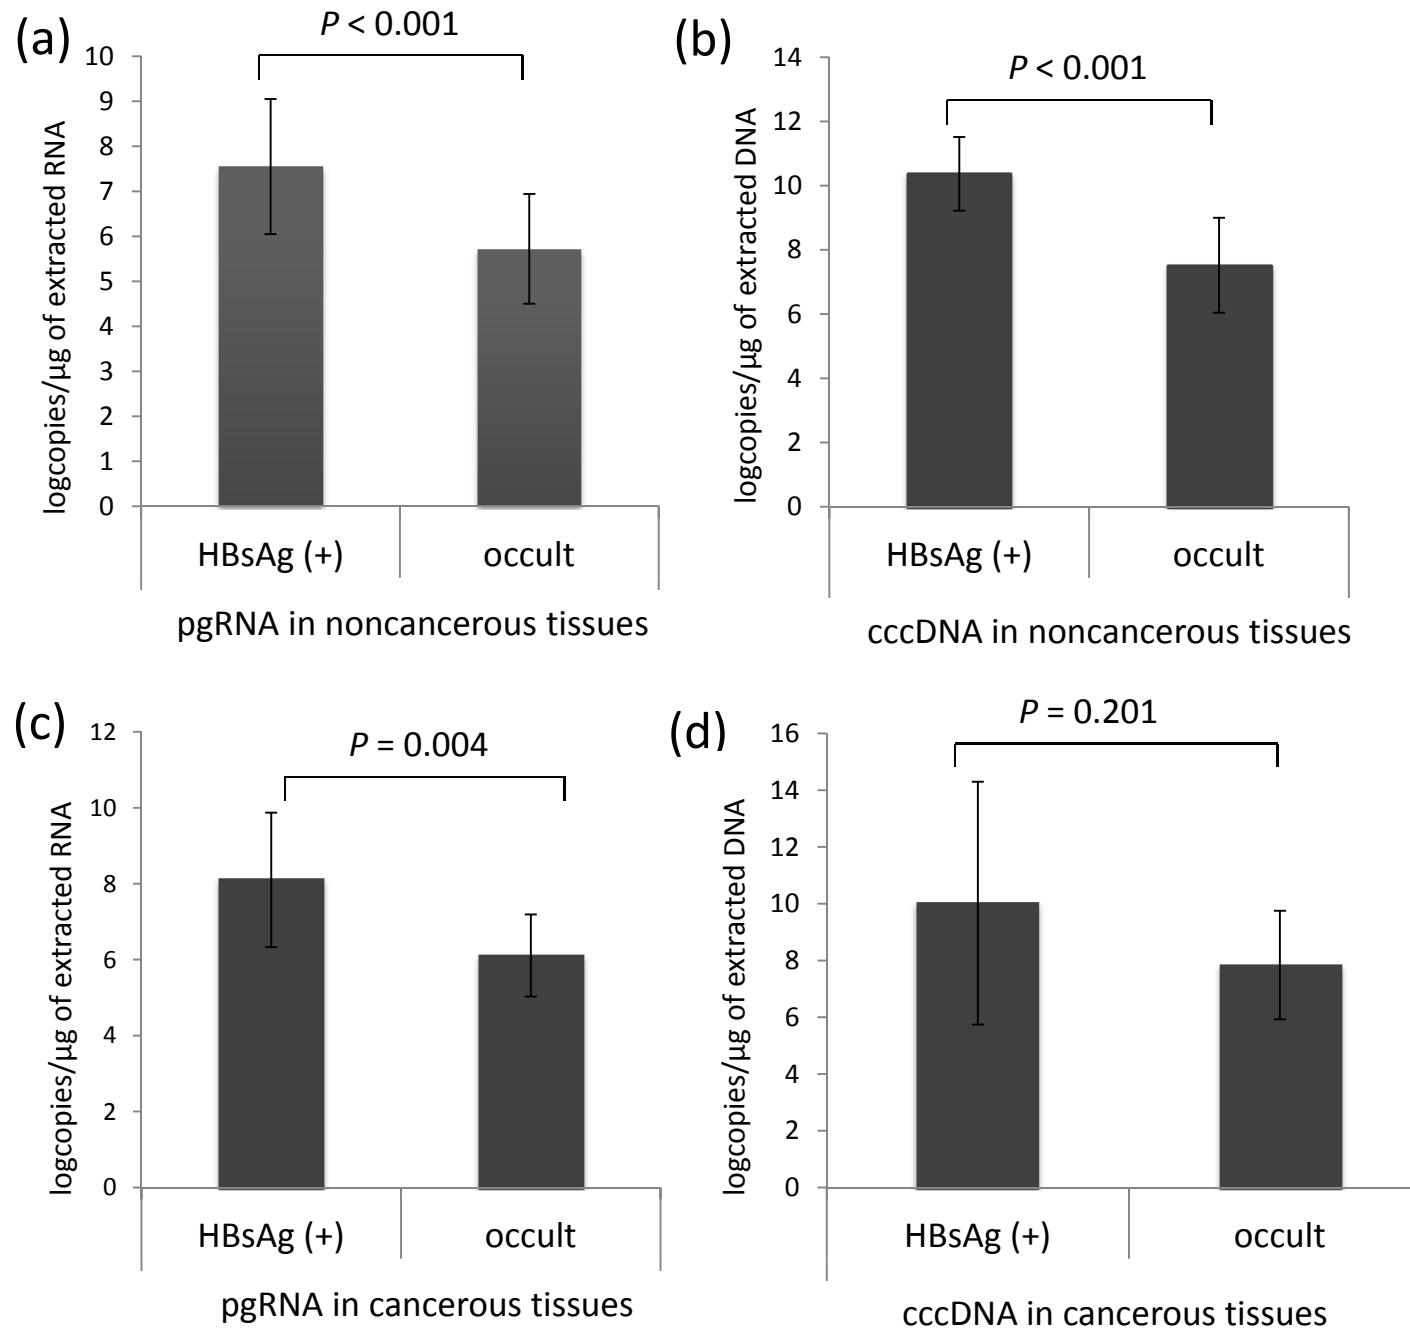 (a)
P < 0.001
10
9
8
7
6
5
4
3
2
1
0
logcopies/µg of extracted RNA
HBsAg (+)
occult
pgRNA in noncancerous tissues
(b)
P < 0.001
14
12
10
8
6
4
2
0
logcopies/µg of extracted DNA
HBsAg (+)
occult
cccDNA in noncancerous tissues
(c)
P = 0.004
12
10
8
6
4
2
0
logcopies/µg of extracted RNA
HBsAg (+)
occult
pgRNA in cancerous tissues
(d)
P = 0.201
16
14
12
10
8
6
4
2
0
logcopies/µg of extracted DNA
HBsAg (+)
occult
cccDNA in cancerous tissues